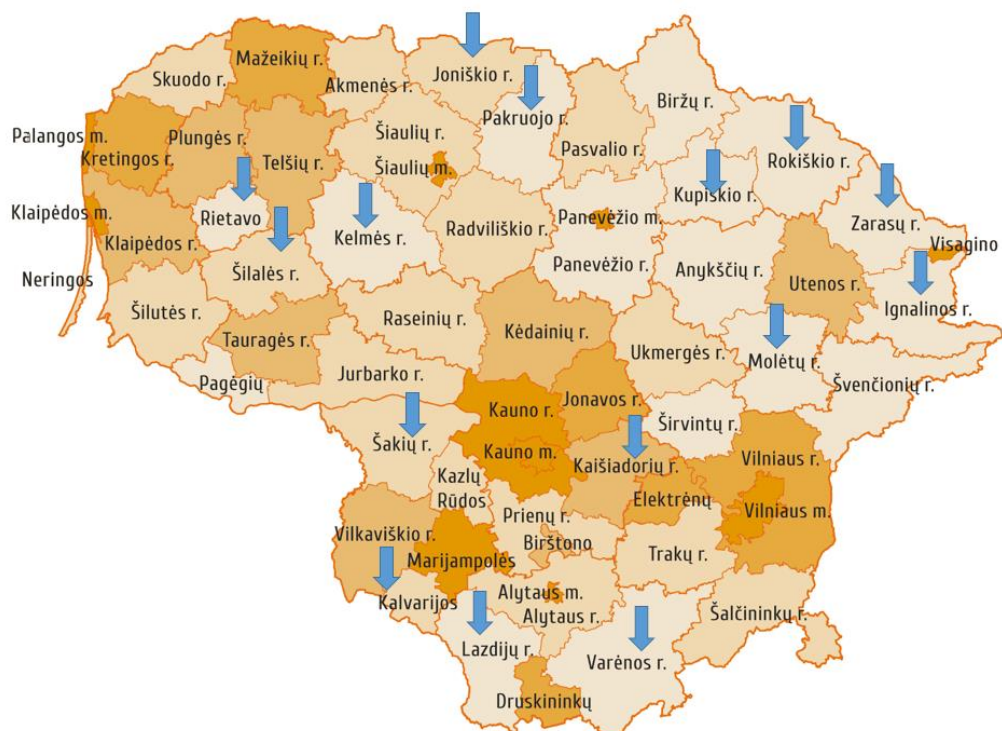 Mažeikių r.
Skuodo r.
Akmenės r.
Joniškio r.
Pakruojo r.
Biržų r.
Palangos m.
Kretingos r.
Plungės r.
Telšių r.
Šiaulių r.
Šiaulių m.
Pasvalio r.
Rokiškio r.
Kupiškio r.
Klaipėdos m.
Rietavo
Klaipėdos r.
Kelmės r.
Radviliškio r.
Panevėžio m.
Zarasų r.
Visagino
Neringos
Šilalės r.
Panevėžio r.
Anykščių r.
Utenos r.
Ignalinos r.
Šilutės r.
Tauragės r.
Raseinių r.
Kėdainių r.
Ukmergės r.
Molėtų r.
Pagėgių
Jurbarko r.
Švenčionių r.
Kauno r.
Jonavos r.
Širvintų r.
Šakių r.
Kauno m.
Kaišiadorių r.
Vilniaus r.
Kazlų
Rūdos
Elektrėnų
Vilniaus m.
Prienų r.
Vilkaviškio r.
Birštono
Marijampolės
Trakų r.
Kalvarijos
Alytaus m.
Alytaus r.
Šalčininkų r.
Lazdijų r.
Varėnos r.
Druskininkų